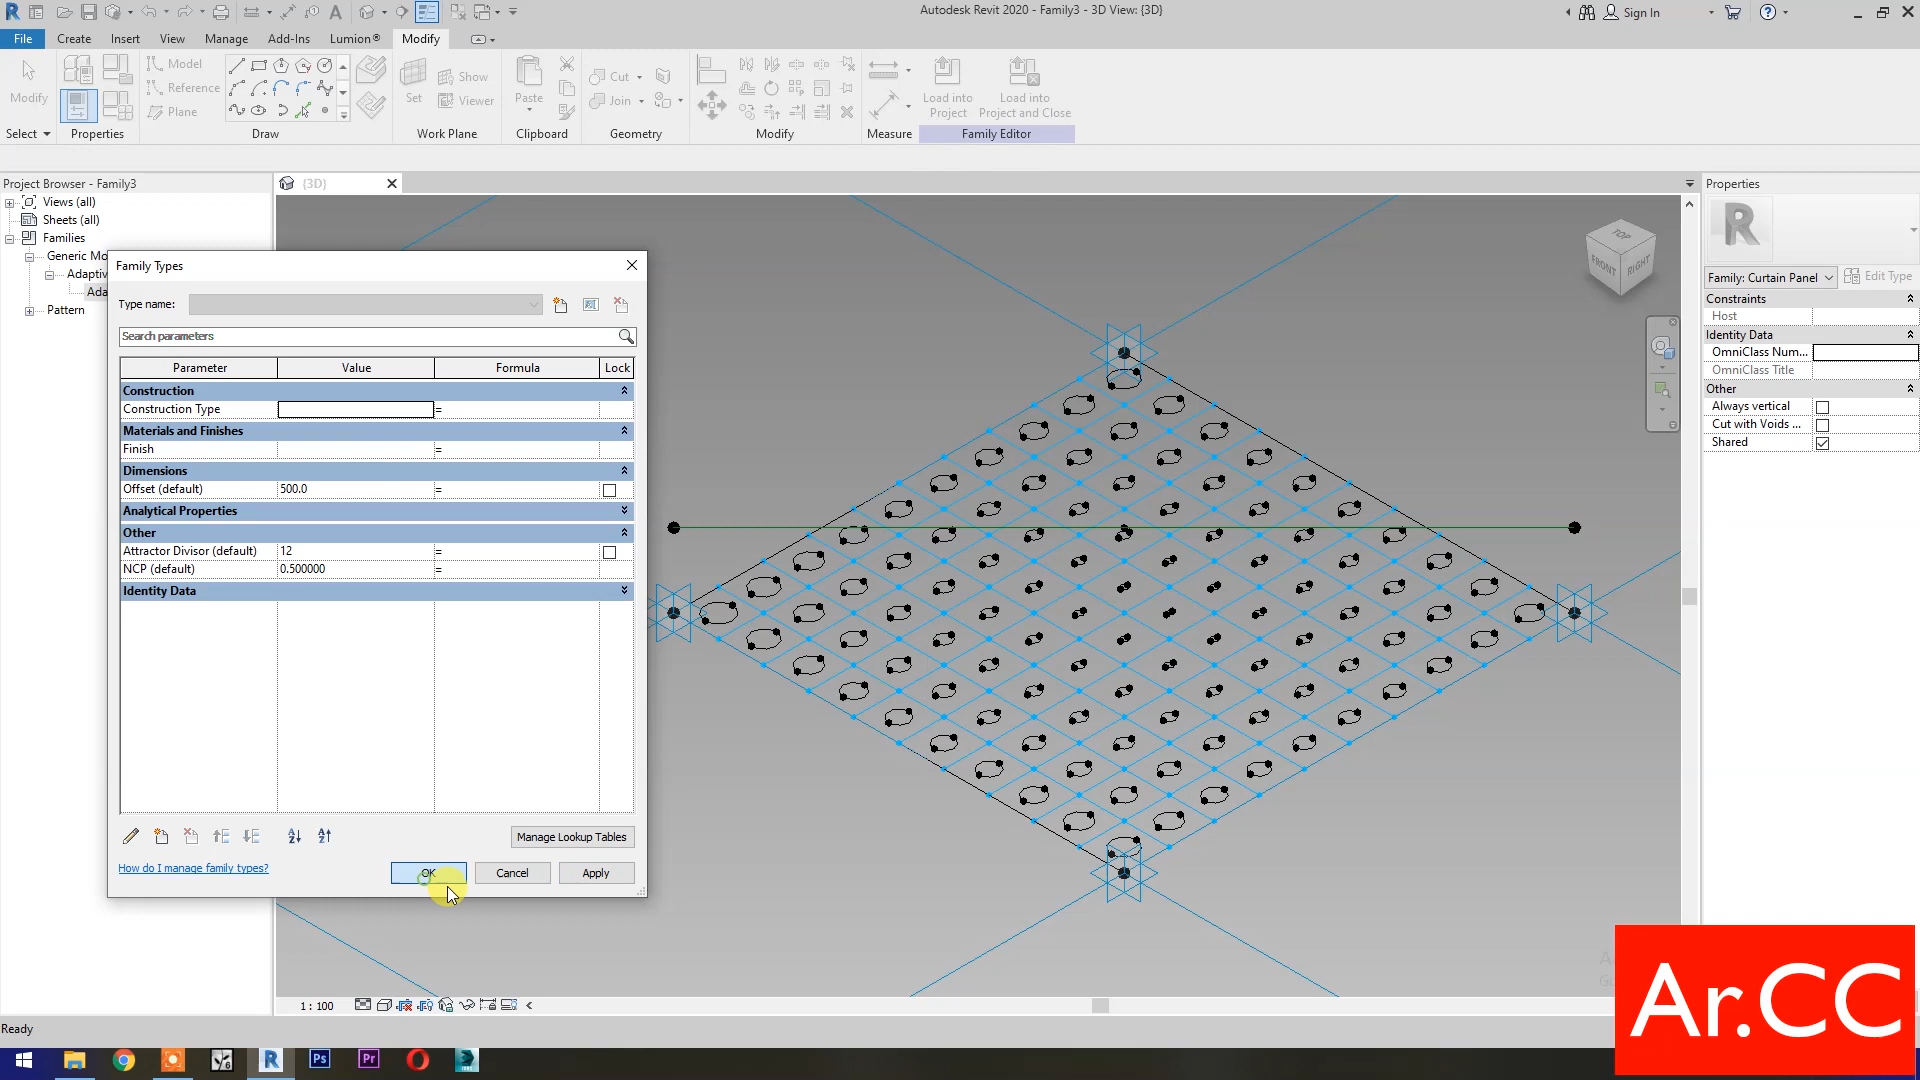 Autodesk Revit 2020 - Family3 - 3D View: {3D}
Sign In
File
Create
Insert
View
Manage
Add-Ins
Lumion®
Modify
Modify
Model
Reference
Plane
Set
Show
Viewer
Paste
Cut
Join
Load into
Project
Load into
Project and Close
Select
Properties
Draw
Work Plane
Clipboard
Geometry
Modify
Measure
Family Editor
Project Browser - Family3
Views (all)
Sheets (all)
Families
Generic Mo
Adaptiv
Ada
Pattern
{3D}
Family Types
Type name:
Search parameters
Parameter
Value
Formula
Lock
Construction
Construction Type
=
Materials and Finishes
Finish
=
Dimensions
Offset (default)
500.0
=
Analytical Properties
Other
Attractor Divisor (default)
12
=
NCP (default)
0.500000
=
Identity Data
Manage Lookup Tables
How do I manage family types?
OK
Cancel
Apply
TOP
FRONT
RIGHT
Properties
R
Family: Curtain Panel
Edit Type
Constraints
Host
Identity Data
OmniClass Num...
OmniClass Title
Other
Always vertical
Cut with Voids ...
Shared
1 : 100
Ready
Ps
Pr
Ar.CC